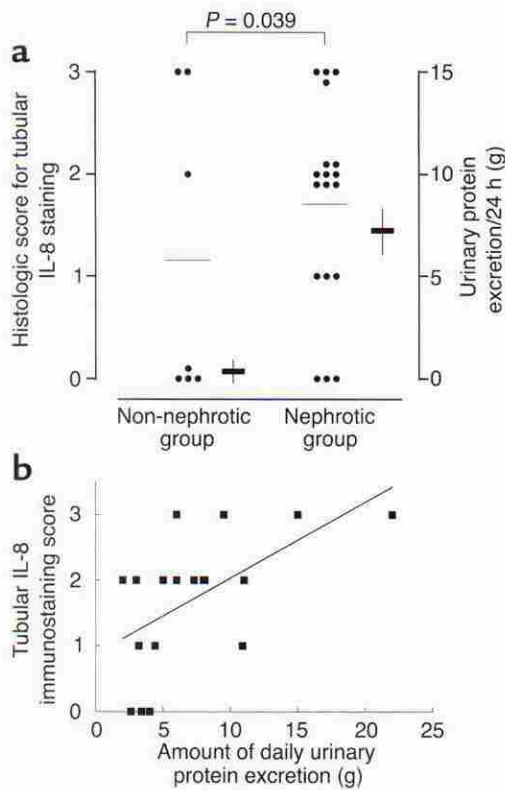 P = 0.039
a
3
2
1
0
Histologic score for tubular
IL-8 staining
15
10
5
0
Urinary protein
excretion/24 h (g)
Non-nephrotic
group
Nephrotic
group
b
3
2
1
0
Tubular IL-8
immunostaining score
0
5
10
15
20
25
Amount of daily urinary
protein excretion (g)